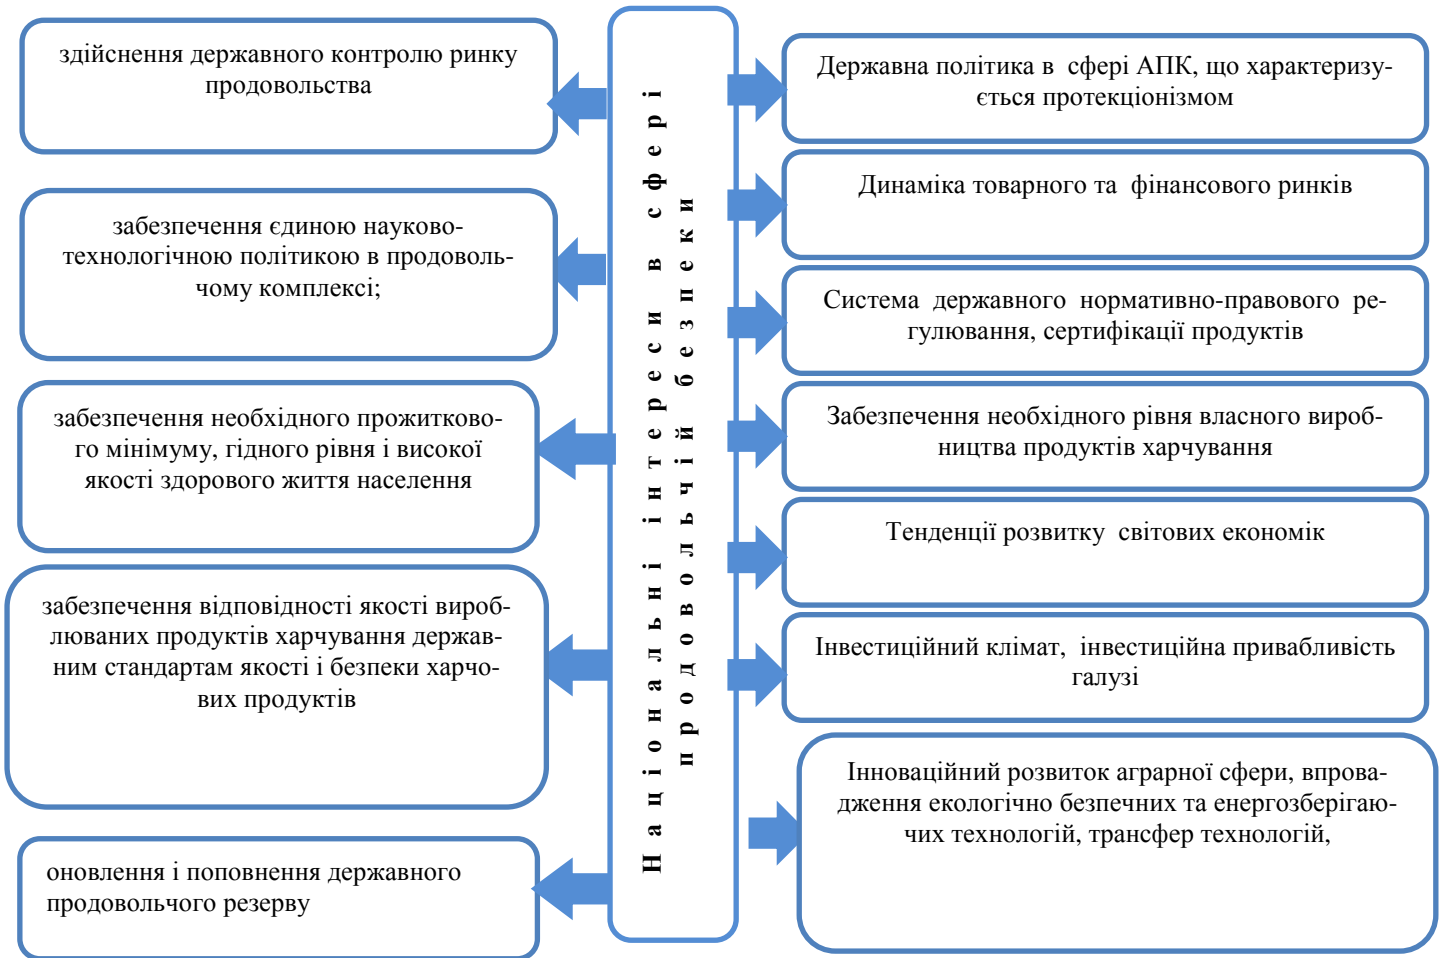 здійснення державного контролю ринку
продовольства
забезпечення єдиною науково-
технологічною політикою в продоволь-
чому комплексі;
забезпечення необхідного прожитково-
го мінімуму, гідного рівня і високої
якості здорового життя населення
забезпечення відповідності якості вироб-
люваних продуктів харчування держав-
ним стандартам якості і безпеки харчо-
вих продуктів
оновлення і поповнення державного
продовольчого резерву
Національні інтереси в сфері
продовольчій безпеки
Державна політика в сфері АПК, що характеризу-
ється протекціонізмом
Динаміка товарного та фінансового ринків
Система державного нормативно-правового ре-
гулювання, сертифікації продуктів
Забезпечення необхідного рівня власного вироб-
ництва продуктів харчування
Тенденції розвитку світових економік
Інвестиційний клімат, інвестиційна привабливість
галузі
Інноваційний розвиток аграрної сфери, впрова-
дження екологічно безпечних та енергозберігаю-
чих технологій, трансфер технологій,